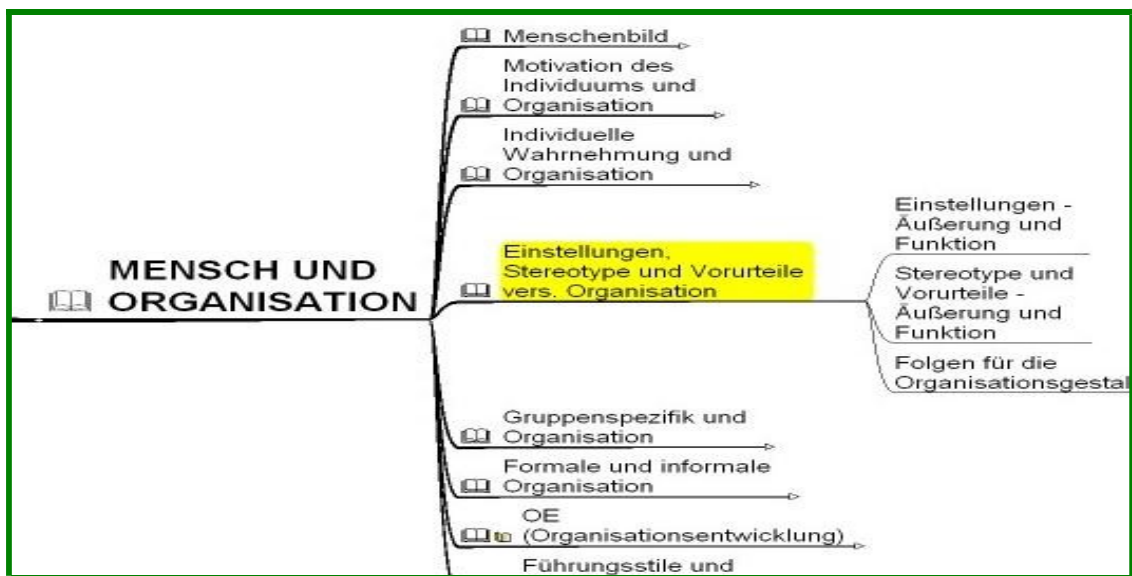 Menschenbild
Motivation des
Individuums und
Organisation
Individuelle
Wahrnehmung und
Organisation
MENSCH UND
ORGANISATION
Einstellungen,
Stereotype und Vorurteile
vers. Organisation
Einstellungen -
Äußerung und
Funktion
Stereotype und
Vorurteile -
Äußerung und
Funktion
Folgen für die
Organisationsgestal
Gruppenspezifik und
Organisation
Formale und informale
Organisation
OE
(Organisationsentwicklung)
Führungsstile und